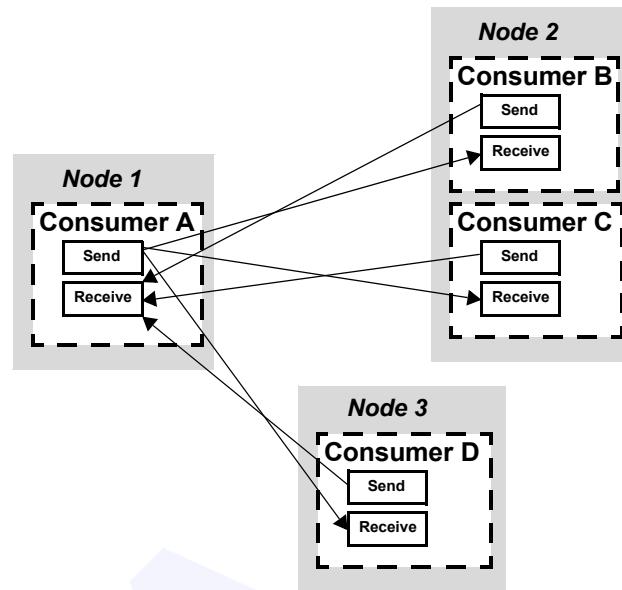 Node 1
Consumer A
Send
Receive
Node 2
Consumer B
Send
Receive
Consumer C
Send
Receive
Node 3
Consumer D
Send
Receive